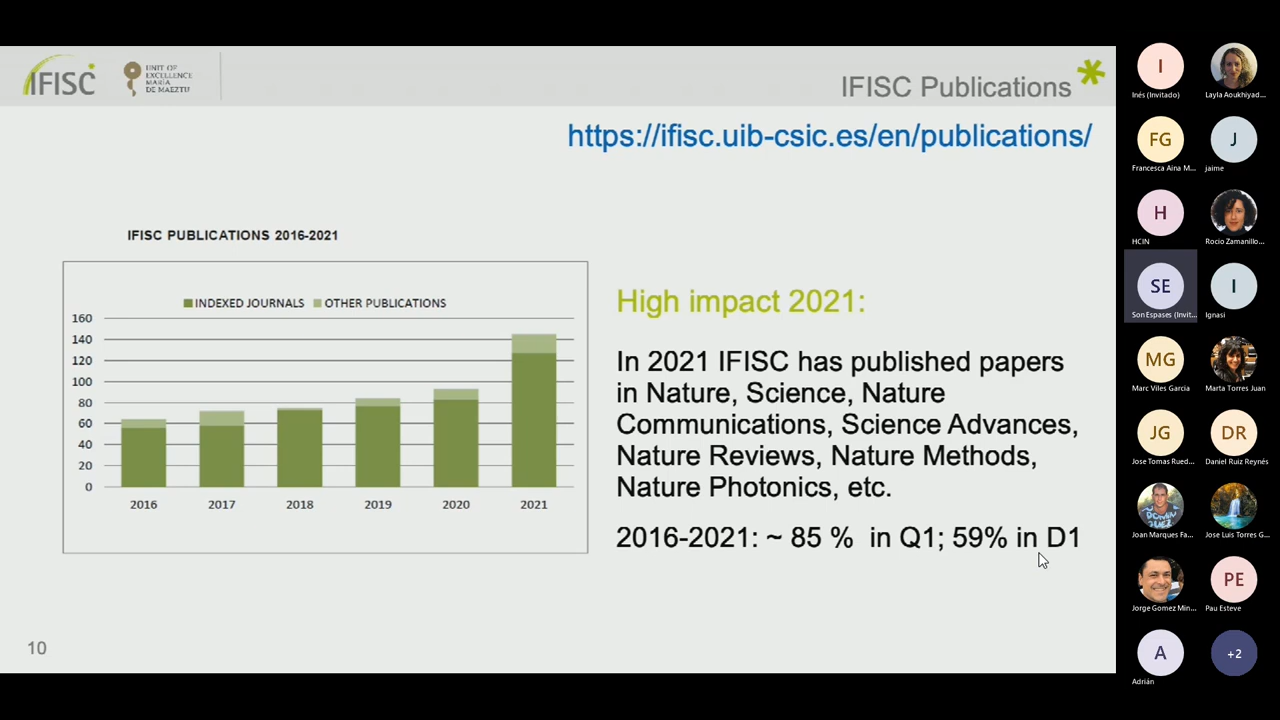 IFISC
UNIT OF
EXCELLENCE
MARÍA
DE MAEZTU
IFISC Publications
https://ifisc.uib-csic.es/en/publications/
IFISC PUBLICATIONS 2016-2021
INDEXED JOURNALS OTHER PUBLICATIONS
160
140
120
100
80
60
40
20
0
2016 2017 2018 2019 2020 2021
High impact 2021:
In 2021 IFISC has published papers
in Nature, Science, Nature
Communications, Science Advances,
Nature Reviews, Nature Methods,
Nature Photonics, etc.
2016-2021: ~ 85 % in Q1; 59% in D1
10
I
Inés (Invitado) Layla Aoukhiyad...
FG J
Francesca Aina M... jaime
H
HCIN Rocio Zamanillo...
SE I
Son Espases (Invit... Ignasi
MG
Marc Viles Garcia Marta Torres Juan
JG DR
Jose Tomas Rued... Daniel Ruiz Reynés
Joan Marques Fa... Jose Luis Torres G...
PE
Jorge Gomez Min... Pau Esteve
A +2
Adrián